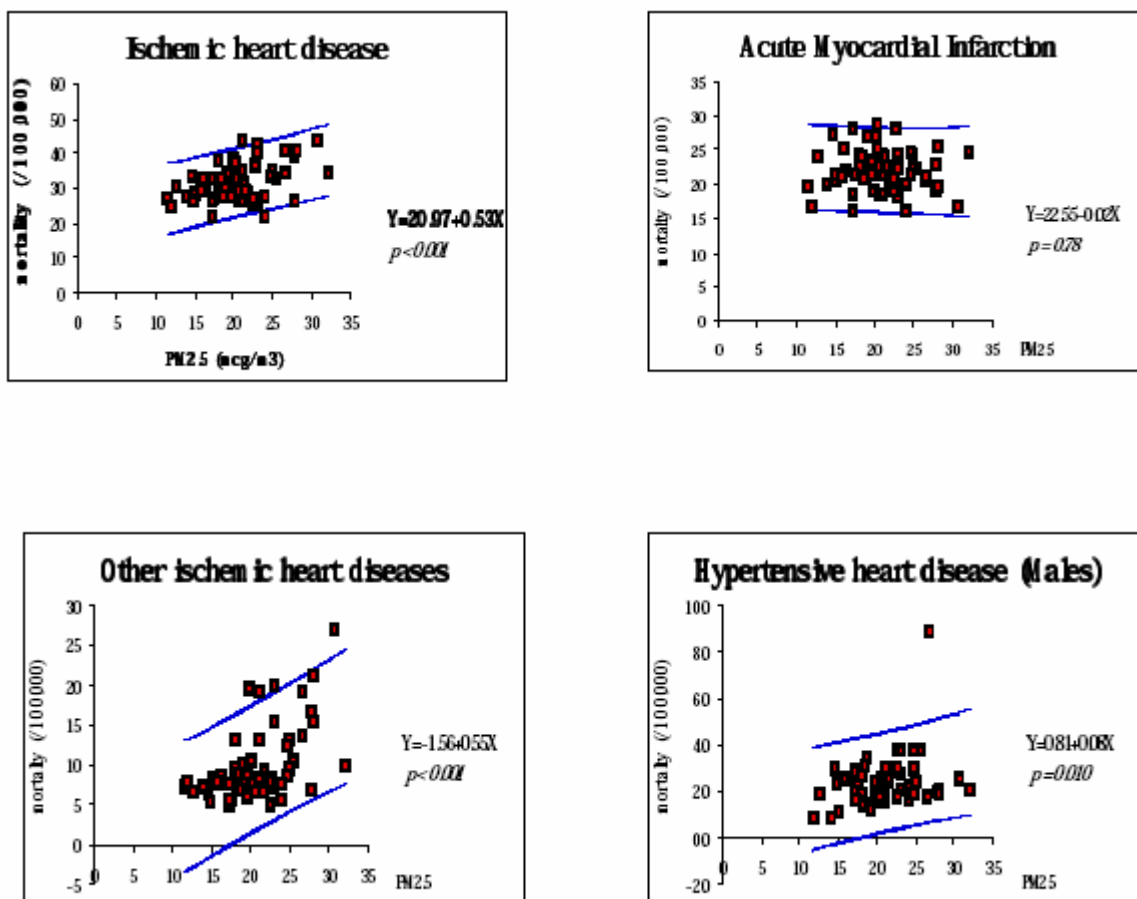 Ischemic heart disease
mortality (/100 000)
60
50
40
30
20
10
0
0 5 10 15 20 25 30 35
PM2.5 (mcg/m3)
Y=20.97+0.53X
p<0.001
Acute Myocardial Infarction
mortality (/100 000)
35
30
25
20
15
10
5
0
0 5 10 15 20 25 30 35 PM2.5
Y=22.55-0.02X
p=0.78
Other ischemic heart diseases
mortality (/100000)
30
25
20
15
10
5
0
-5
0 5 10 15 20 25 30 35 PM2.5
Y=-1.56+0.55X
p<0.001
Hypertensive heart disease (Males)
mortality (/100000)
100
80
60
40
20
00
-20
0 5 10 15 20 25 30 35 PM2.5
Y=0.81+0.08X
p=0.010